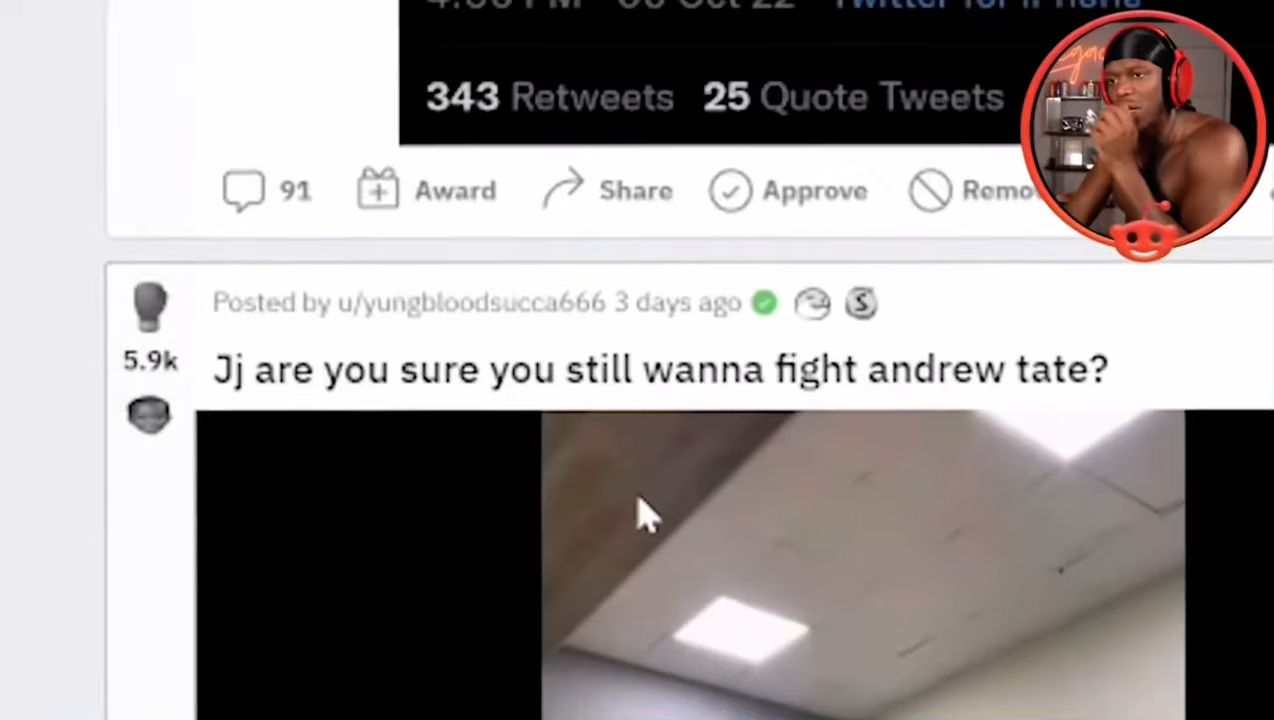 343 Retweets 25 Quote Tweets
91 Award Share Approve
Posted by u/yungbloodsucca666 3 days ago
5.9k
Jj are you sure you still wanna fight andrew tate?